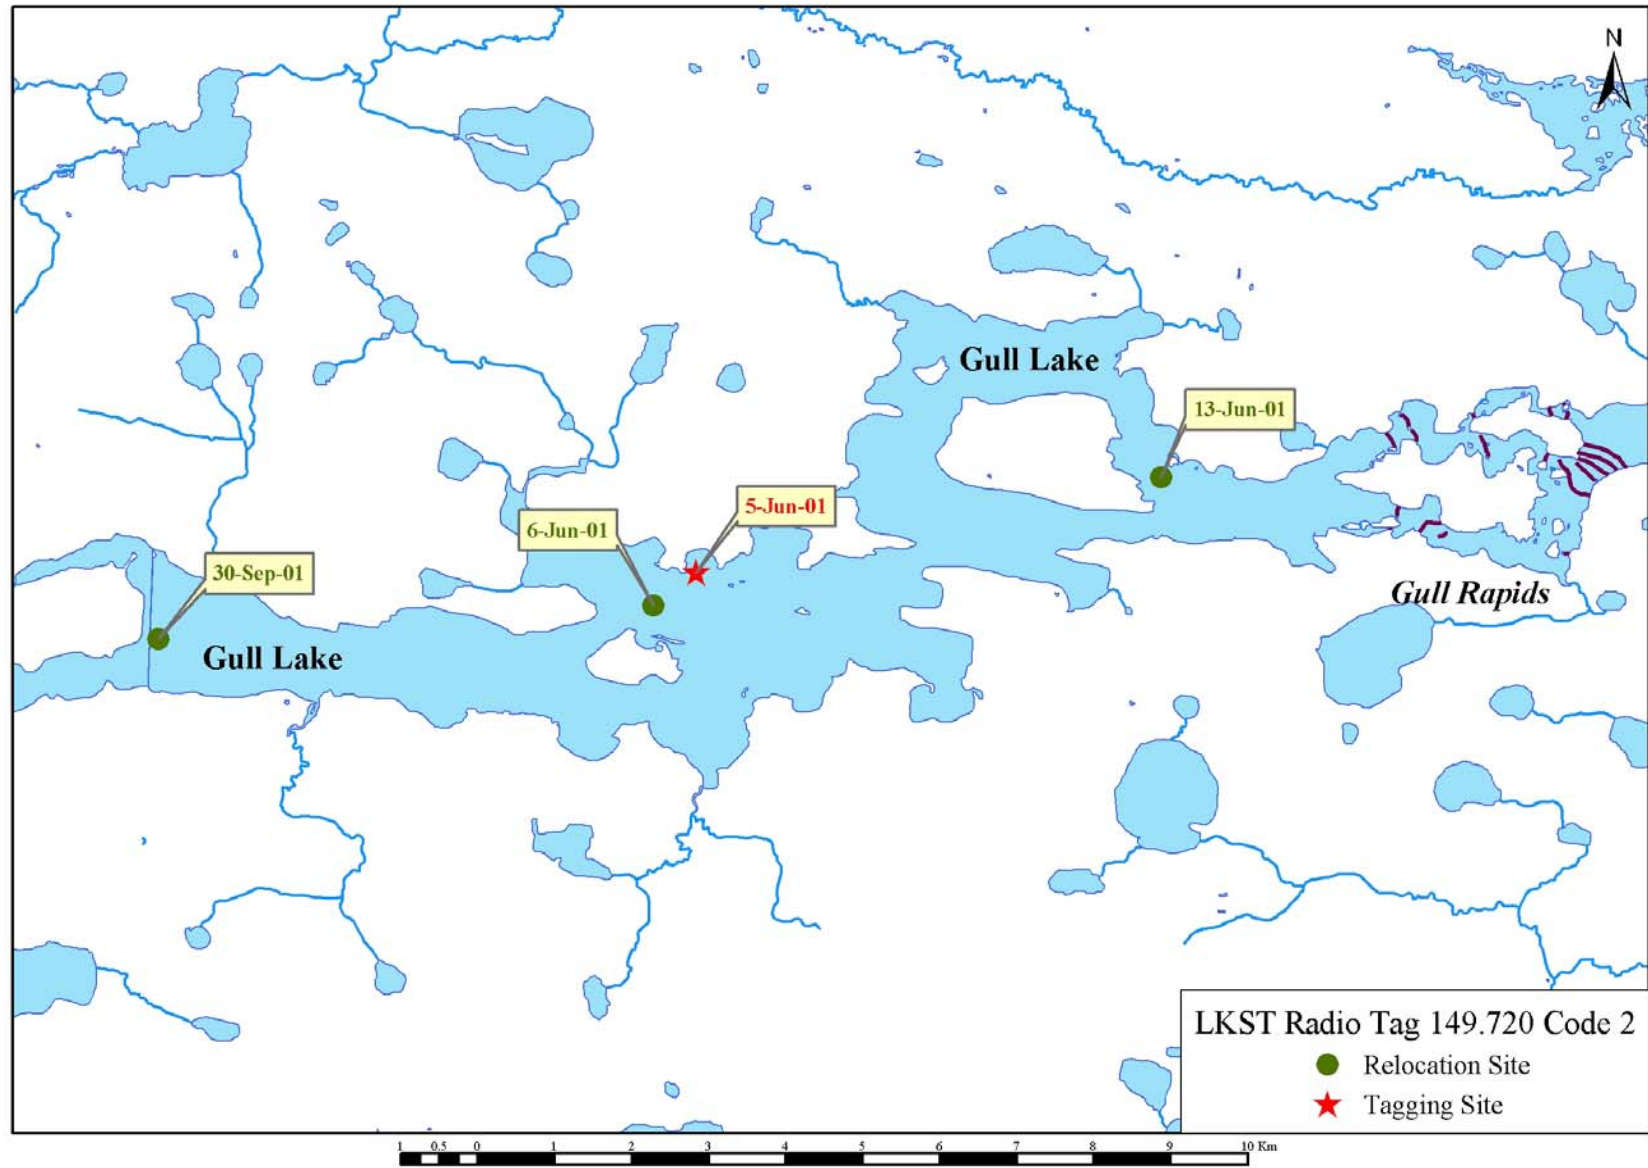 N
Gull Lake
13-Jun-01
5-Jun-01
6-Jun-01
30-Sep-01
Gull Rapids
Gull Lake
LKST Radio Tag 149.720 Code 2
Relocation Site
Tagging Site
1 0.5 0 1 2 3 4 5 6 7 8 9 10 Km